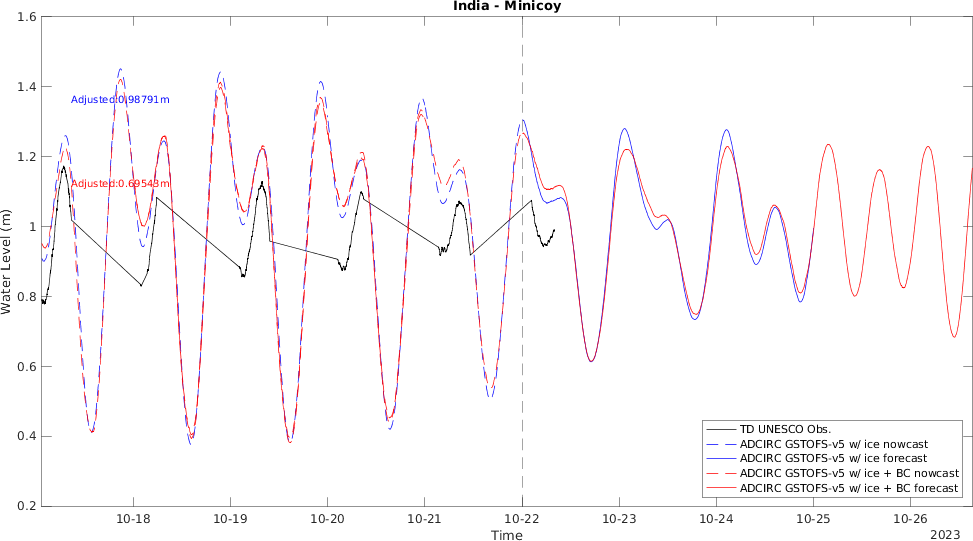 India - Minicoy
1.6
1.4
1.2
1
0.8
0.6
0.4
0.2
Water Level (m)
Adjusted:0.98791m
Adjusted:0.69543m
TD UNESCO Obs.
ADCIRC GSTOFS-v5 w/ ice nowcast
ADCIRC GSTOFS-v5 w/ ice forecast
ADCIRC GSTOFS-v5 w/ ice + BC nowcast
ADCIRC GSTOFS-v5 w/ ice + BC forecast
10-18 10-19 10-20 10-21 10-22 10-23 10-24 10-25 10-26
Time
2023